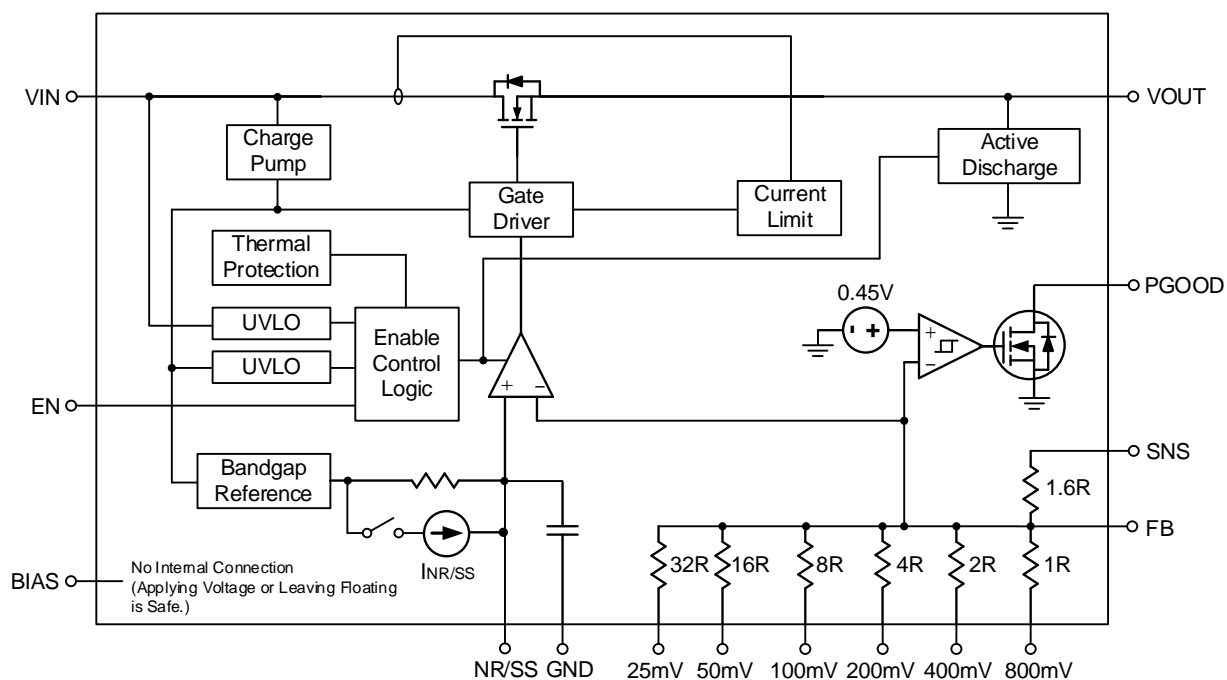 VIN
VOUT
Charge
Pump
Active
Discharge
Gate
Driver
Current
Limit
Thermal
Protection
PGOOD
0.45V
UVLO
Enable
Control
Logic
UVLO
EN
SNS
Bandgap
Reference
1.6R
FB
32R
16R
8R
4R
2R
1R
INR/SS
BIAS
No Internal Connection
(Applying Voltage or Leaving Floating
is Safe.)
NR/SS
GND
25mV
50mV
100mV
200mV
400mV
800mV